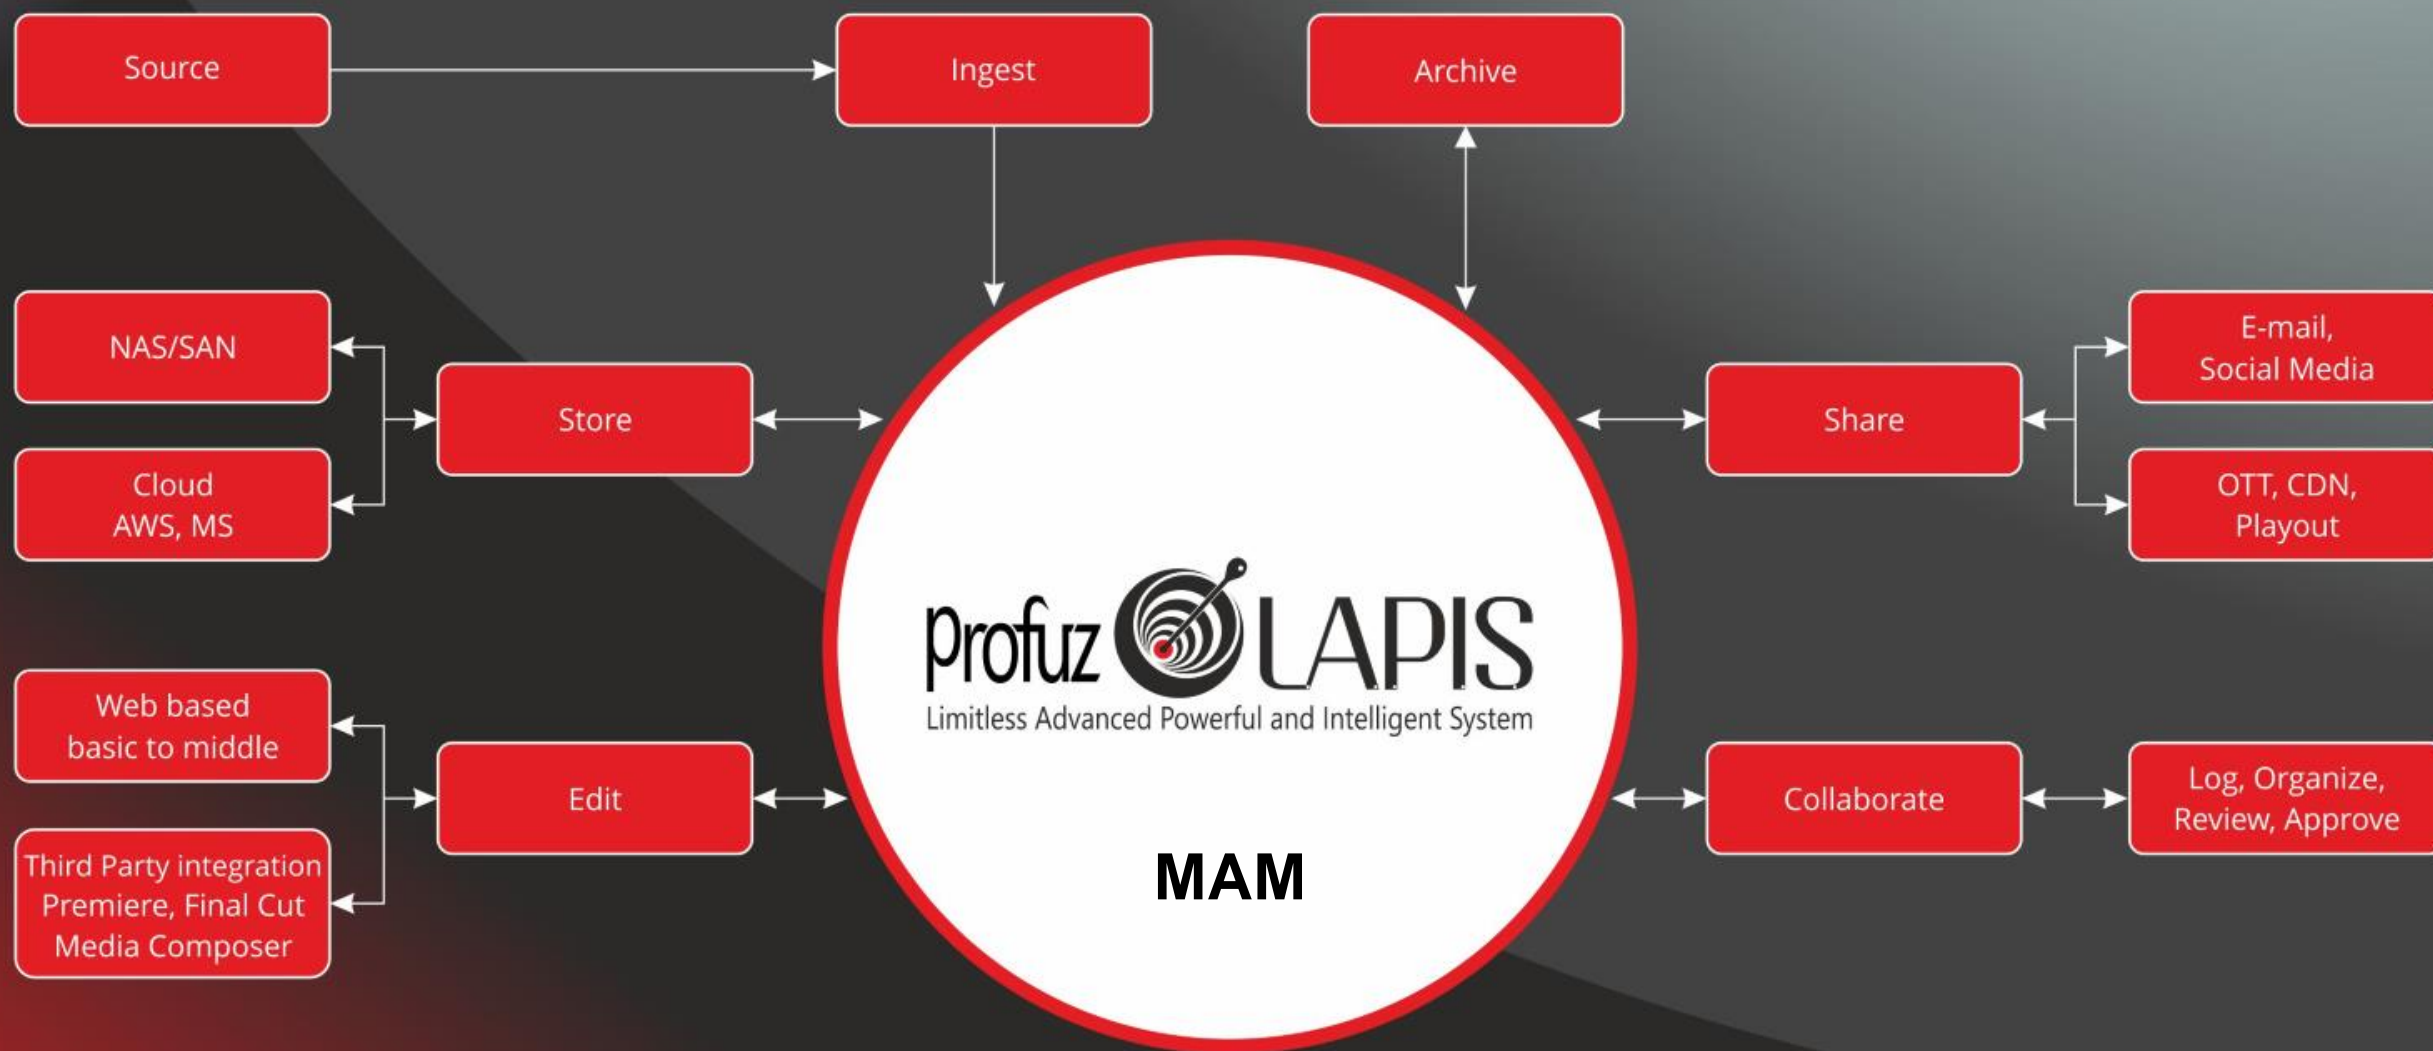 Source
Ingest
Archive
NAS/SAN
Cloud
AWS, MS
Store
Share
E-mail,
Social Media
OTT, CDN,
Playout
profuz LAPIS
Limitless Advanced Powerful and Intelligent System
MAM
Web based
basic to middle
Third Party integration
Premiere, Final Cut
Media Composer
Edit
Collaborate
Log, Organize,
Review, Approve